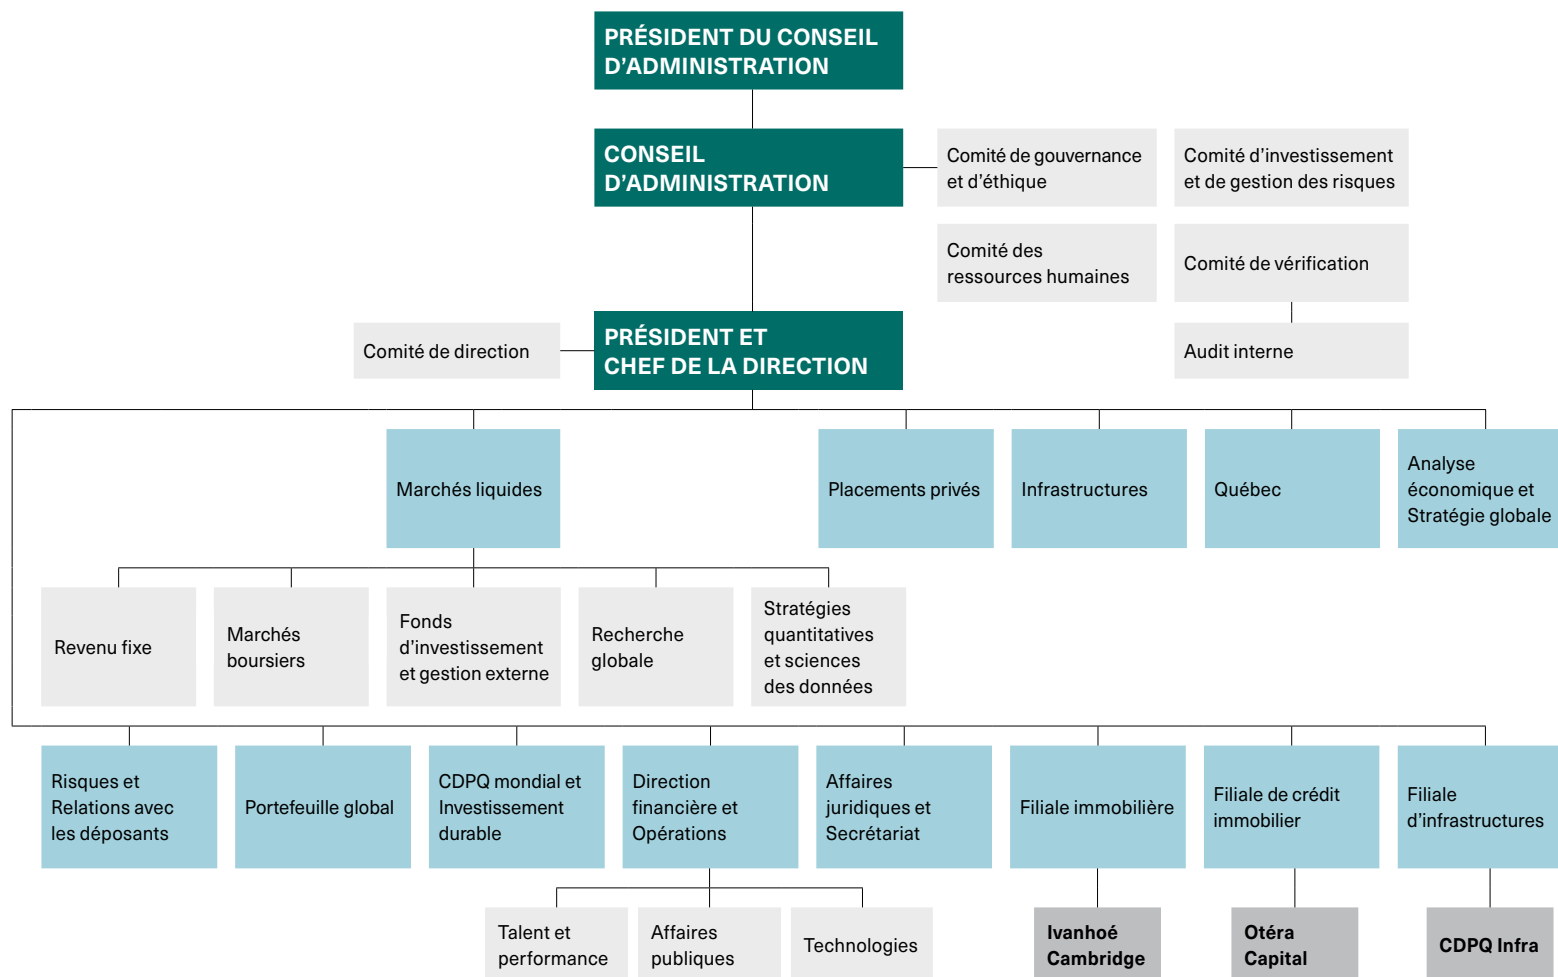 PRÉSIDENT DU CONSEIL
D’ADMINISTRATION
CONSEIL
D’ADMINISTRATION
Comité de gouvernance
et d’éthique
Comité d’investissement
et de gestion des risques
Comité des
ressources humaines
Comité de vérification
PRÉSIDENT ET
CHEF DE LA DIRECTION
Comité de direction
Audit interne
Marchés liquides
Placements privés
Infrastructures
Québec
Analyse
économique et
Stratégie globale
Revenu fixe
Marchés
boursiers
Fonds
d’investissement
et gestion externe
Recherche
globale
Stratégies
quantitatives
et sciences
des données
Risques et
Relations avec
les déposants
Portefeuille global
CDPQ mondial et
Investissement
durable
Direction
financière et
Opérations
Affaires
juridiques et
Secrétariat
Filiale immobilière
Filiale de crédit
immobilier
Filiale
d’infrastructures
Talent et
performance
Affaires
publiques
Technologies
Ivanhoé
Cambridge
Otéra
Capital
CDPQ Infra